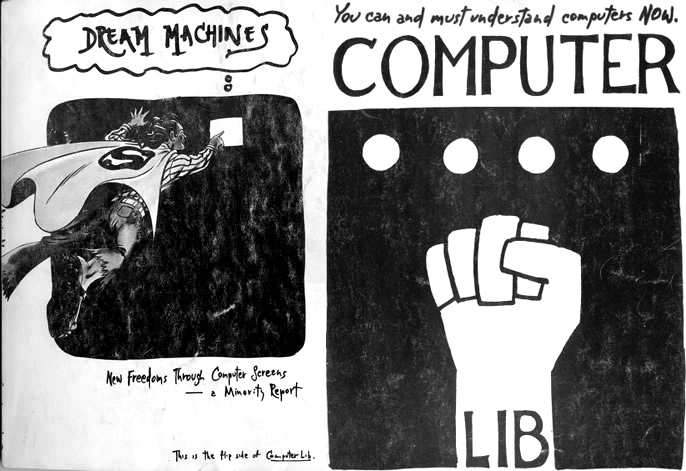 DREAM MACHINES
S
New Freedoms Through Computer Screens
— a Minority Report
This is the flip side of Computer Lib.
You can and must understand computers NOW.
COMPUTER
LIB